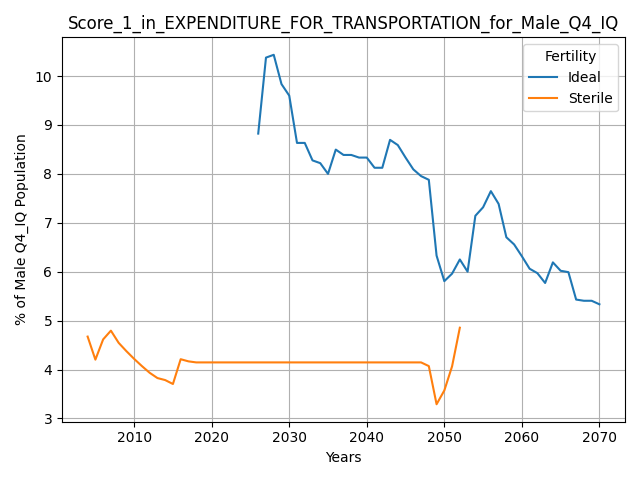 Score_1_in_EXPENDITURE_FOR_TRANSPORTATION_for_Male_Q4_IQ
Fertility
Ideal
Sterile
% of Male Q4_IQ Population
10
9
8
7
6
5
4
3
2010 2020 2030 2040 2050 2060 2070
Years